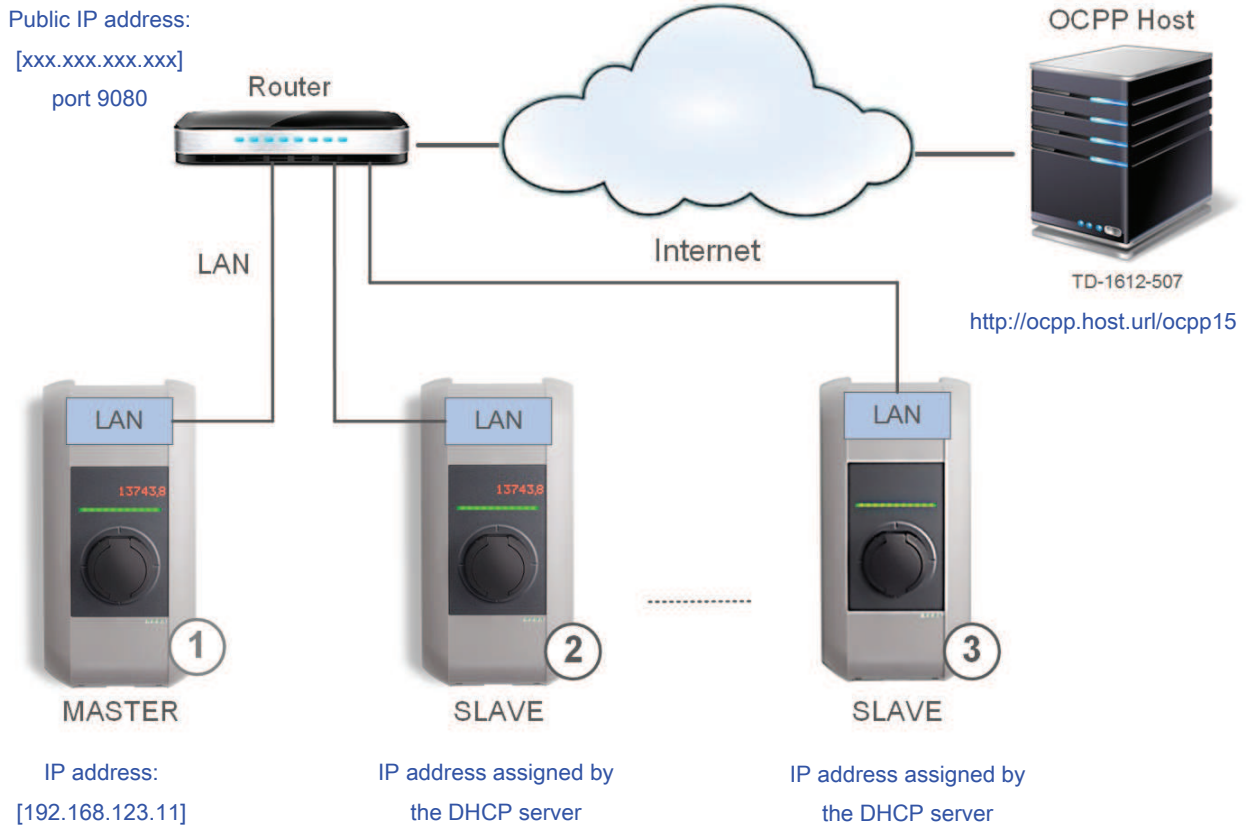 Public IP address:
[xxx.xxx.xxx.xxx]
port 9080
Router
OCPP Host
LAN
Internet
TD-1612-507
http://ocpp.host.url/ocpp15
LAN
LAN
LAN
13743,8
13743,8
1
2
3
MASTER
SLAVE
SLAVE
IP address:
[192.168.123.11]
IP address assigned by
the DHCP server
IP address assigned by
the DHCP server